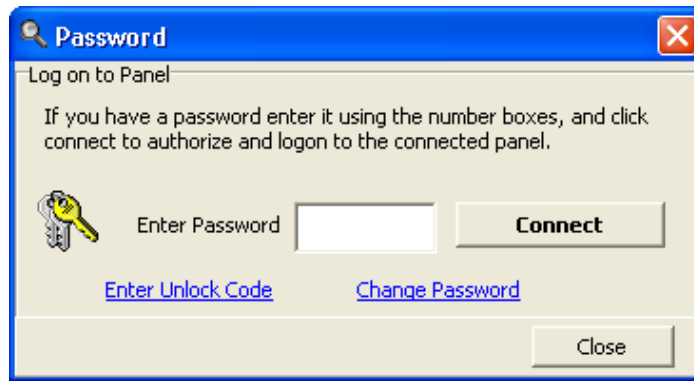 Password
Log on to Panel
If you have a password enter it using the number boxes, and click
connect to authorize and logon to the connected panel.
Enter Password
Connect
Enter Unlock Code
Change Password
Close